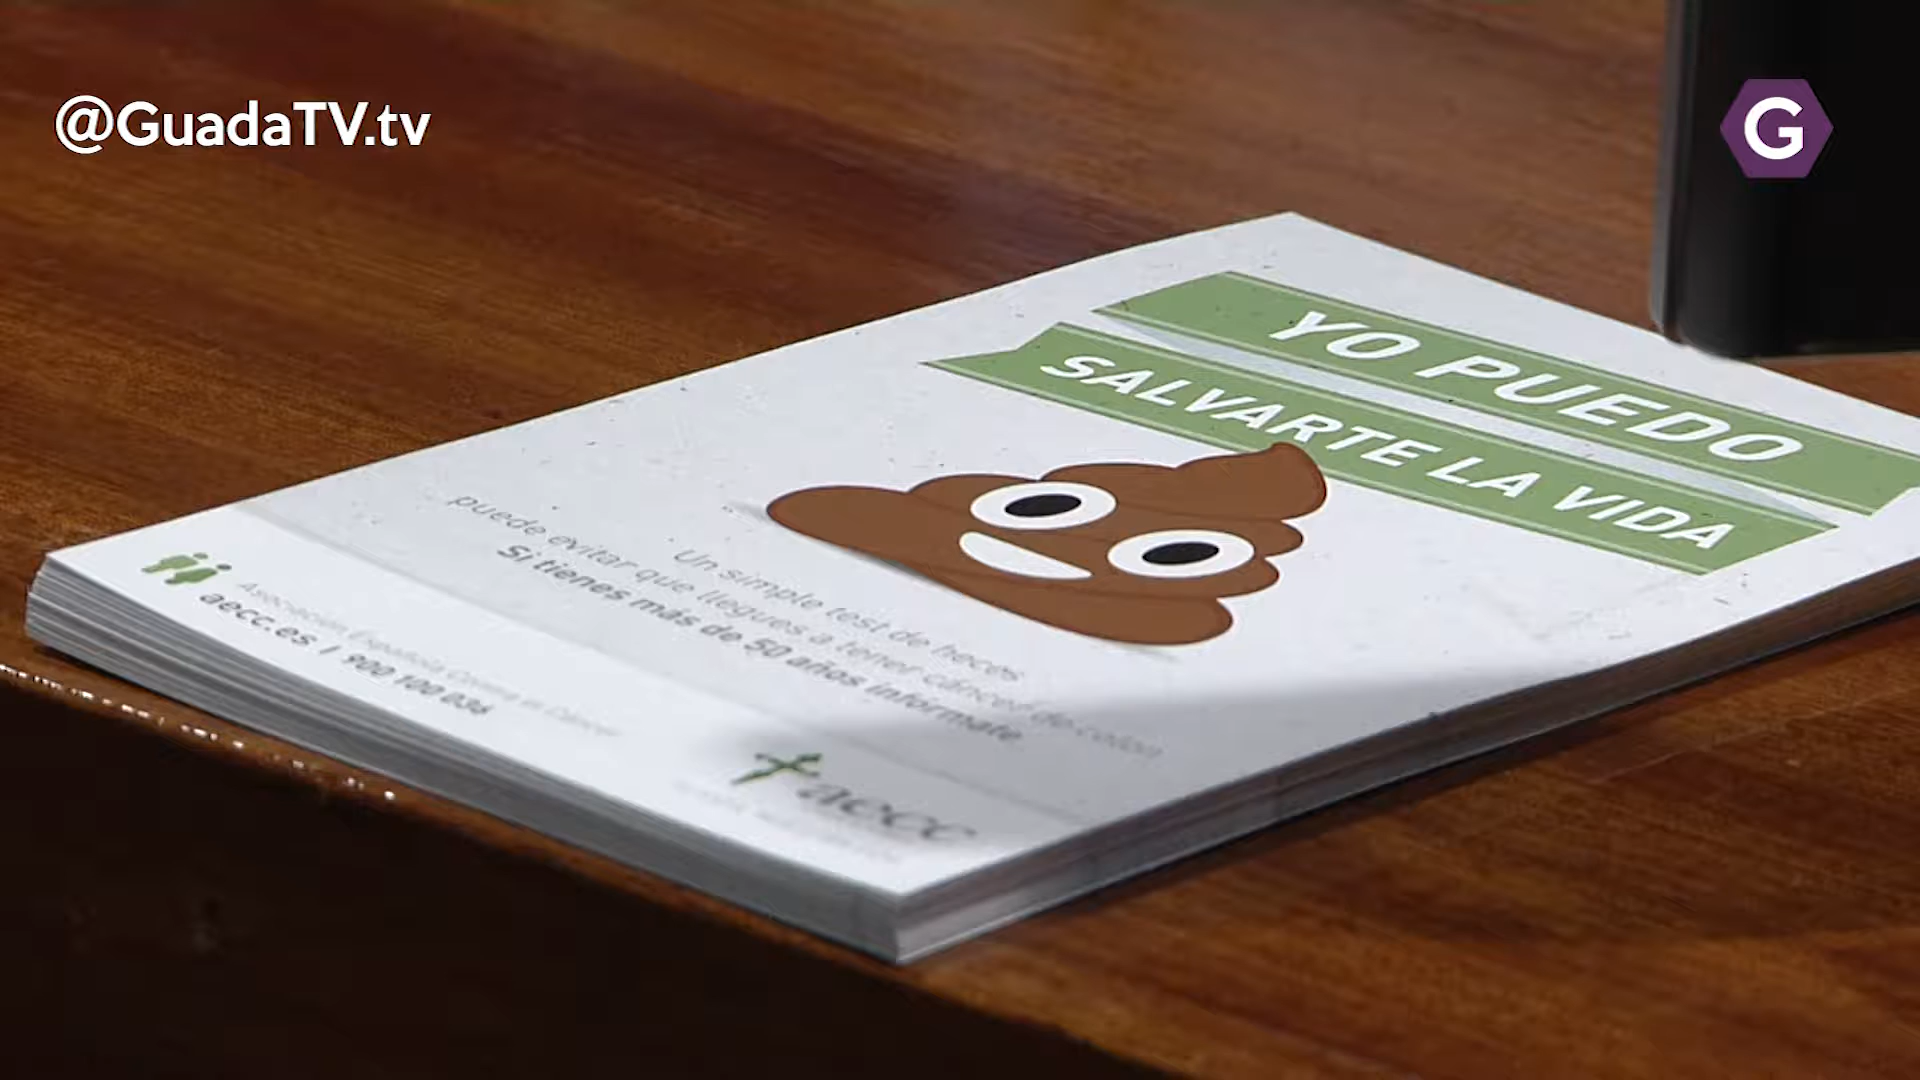 @GuadaTV.tv
G
YO PUEDO
SALVARTE LA VIDA
Un simple test de heces
puede evitar que llegues a tener cáncer de colon
Si tienes más de 50 años infórmate
Asociación Española Contra el Cáncer
aecc.es | 900 100 036
aecc